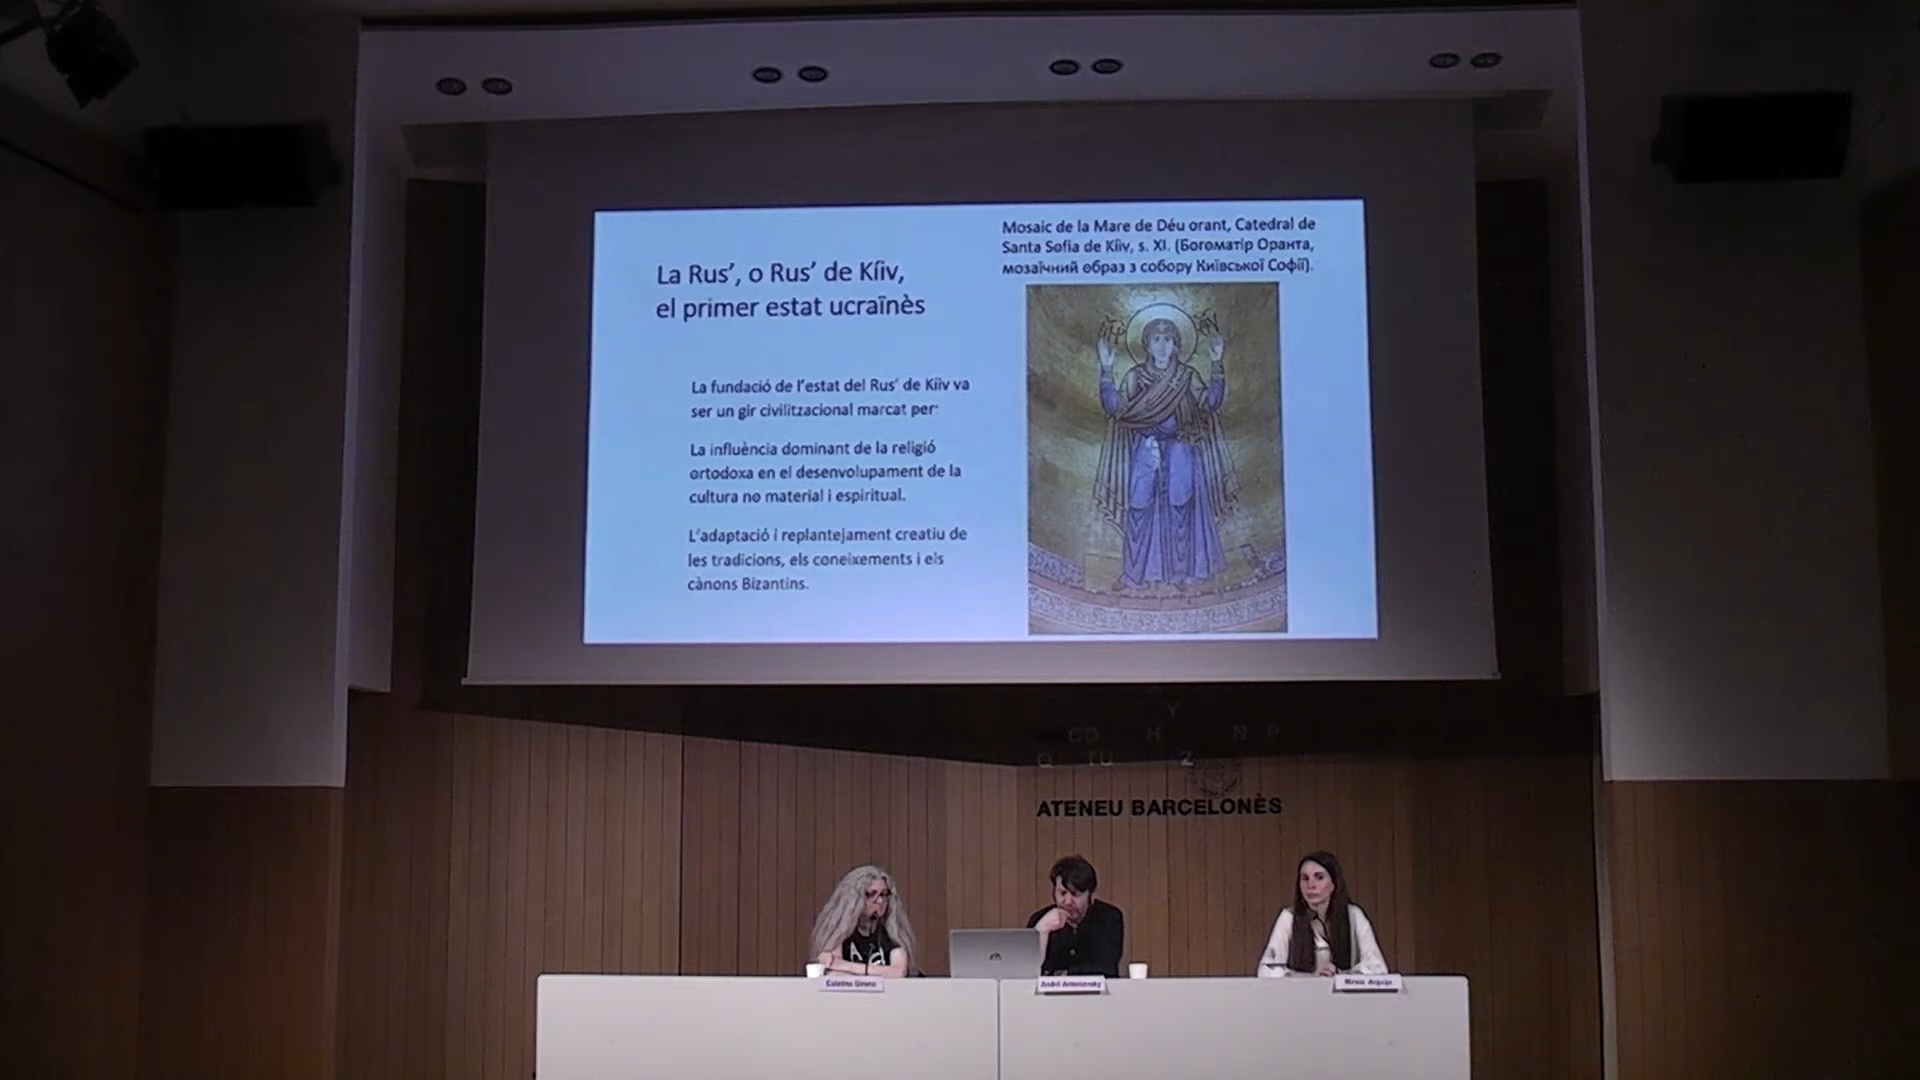 La Rus’, o Rus’ de Kíiv,
el primer estat ucraïnès
La fundació de l’estat del Rus’ de Kíiv va
ser un gir civilitzacional marcat per:
La influència dominant de la religió
ortodoxa en el desenvolupament de la
cultura no material i espiritual.
L’adaptació i replantejament creatiu de
les tradicions, els coneixements i els
cànons Bizantins.
Mosaic de la Mare de Déu orant, Catedral de
Santa Sofia de Kíiv, s. XI. (Богоматір Оранта,
мозаїчний образ з собору Київської Софії).
ATENEU BARCELONÈS